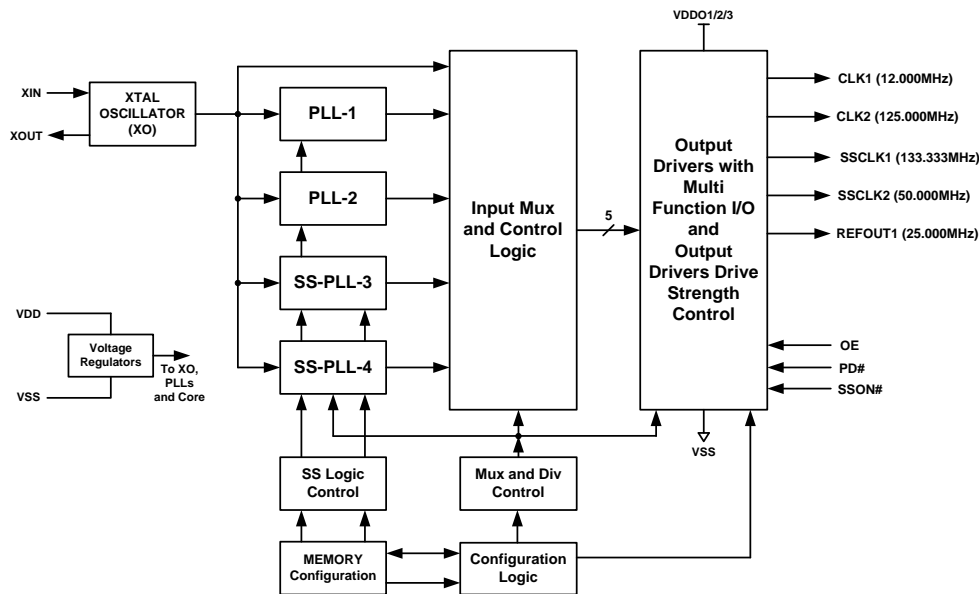 VDDO1/2/3
XIN
XOUT
XTAL
OSCILLATOR
(XO)
PLL-1
PLL-2
SS-PLL-3
SS-PLL-4
Input Mux
and Control
Logic
5
Output
Drivers with
Multi
Function I/O
and
Output
Drivers Drive
Strength
Control
CLK1 (12.000MHz)
CLK2 (125.000MHz)
SSCLK1 (133.333MHz)
SSCLK2 (50.000MHz)
REFOUT1 (25.000MHz)
OE
PD#
SSON#
VSS
VDD
Voltage
Regulators
VSS
To XO,
PLLs
and Core
SS Logic
Control
Mux and Div
Control
MEMORY
Configuration
Configuration
Logic